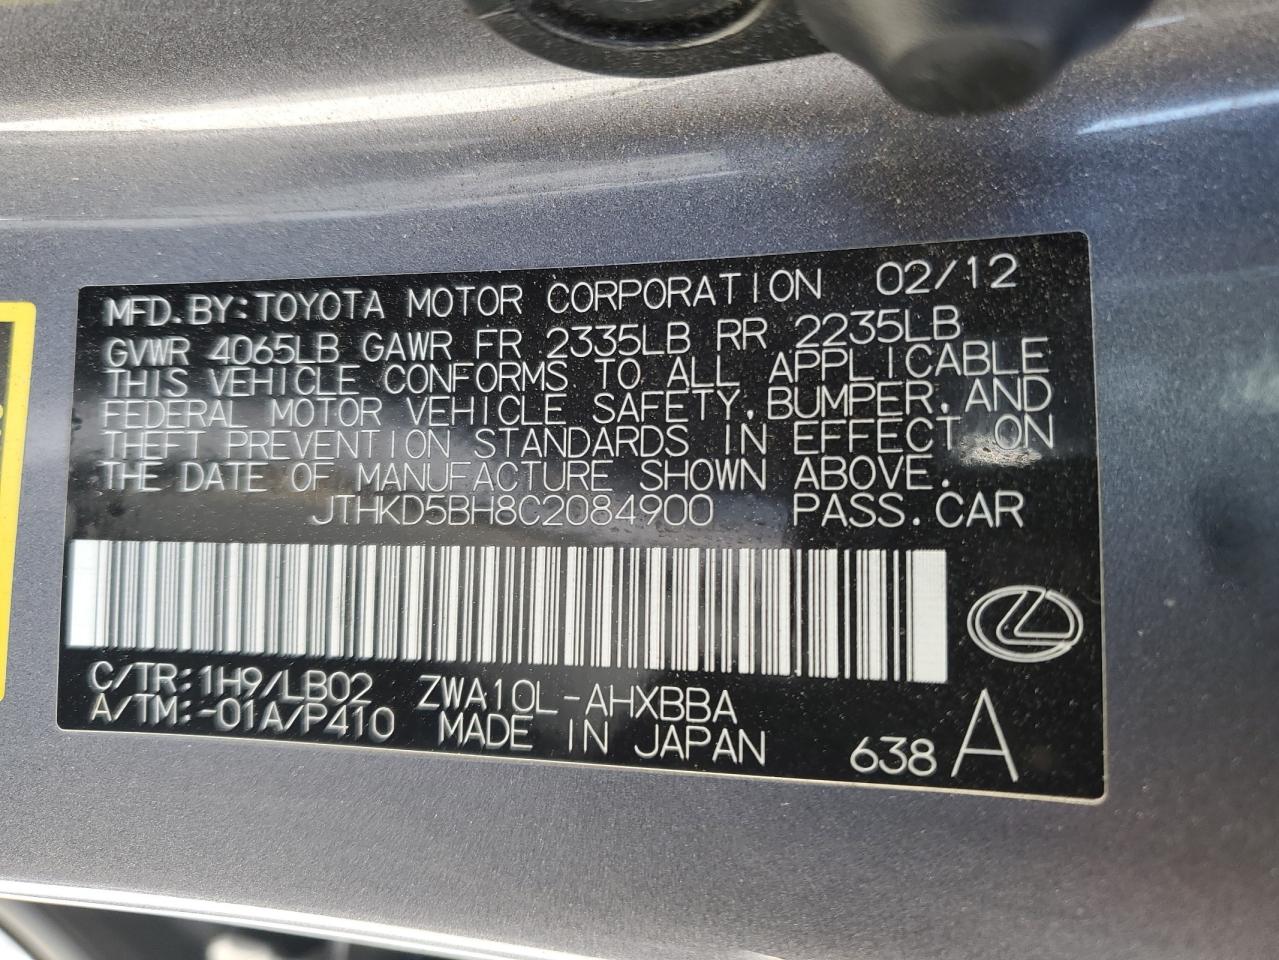 MFD.BY:TOYOTA MOTOR CORPORATION 02/12
GVWR 4065LB GAWR FR 2335LB RR 2235LB
THIS VEHICLE CONFORMS TO ALL APPLICABLE
FEDERAL MOTOR VEHICLE SAFETY,BUMPER,AND
THEFT PREVENTION STANDARDS IN EFFECT ON
THE DATE OF MANUFACTURE SHOWN ABOVE.
JTHKD5BH8C2084900 PASS.CAR
C/TR:1H9/LB02 ZWA10L-AHXBBA
A/TM:-01A/P410 MADE IN JAPAN 638 A